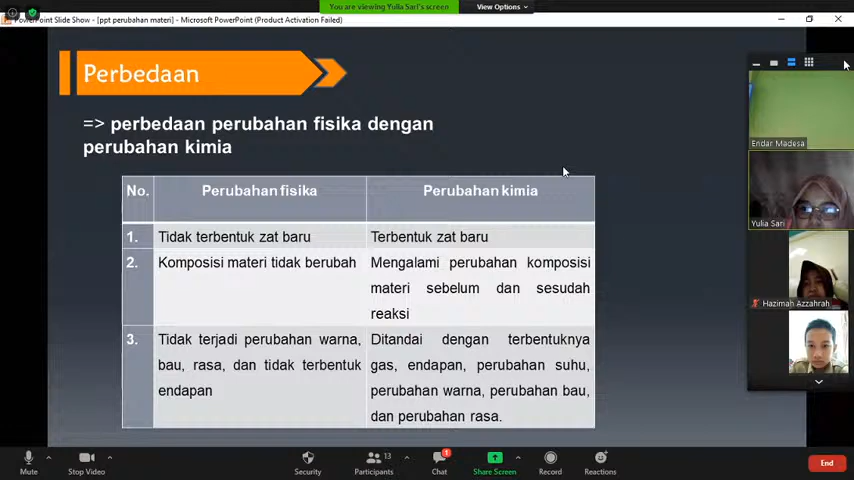 You are viewing Yulia Sari's screen
View Options
PowerPoint Slide Show - [ppt perubahan materi] - Microsoft PowerPoint (Product Activation Failed)
Perbedaan
=> perbedaan perubahan fisika dengan
perubahan kimia
No. Perubahan fisika Perubahan kimia
1. Tidak terbentuk zat baru Terbentuk zat baru
2. Komposisi materi tidak berubah Mengalami perubahan komposisi
materi sebelum dan sesudah
reaksi
3. Tidak terjadi perubahan warna, Ditandai dengan terbentuknya
bau, rasa, dan tidak terbentuk gas, endapan, perubahan suhu,
endapan perubahan warna, perubahan bau,
dan perubahan rasa.
Endar Madesa
Yulia Sari
Hazimah Azzahrah
Mute
Stop Video
Security
Participants
13
Chat
1
Share Screen
Record
Reactions
End